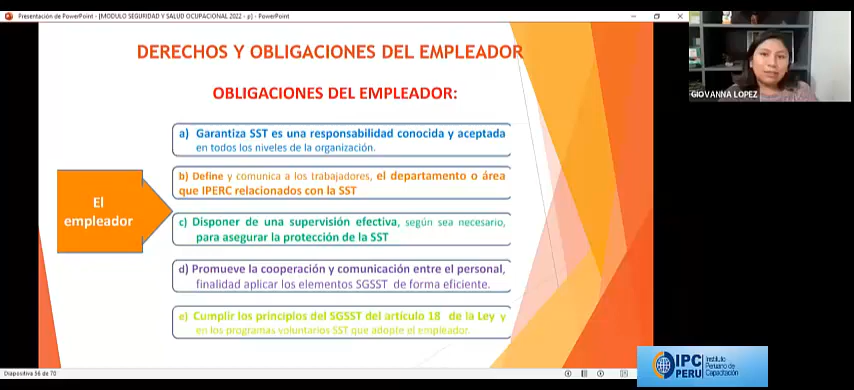 Presentación de PowerPoint - [MODULO SEGURIDAD Y SALUD OCUPACIONAL 2022 - p] - PowerPoint
DERECHOS Y OBLIGACIONES DEL EMPLEADOR
OBLIGACIONES DEL EMPLEADOR:
El
empleador
a) Garantiza SST es una responsabilidad conocida y aceptada
en todos los niveles de la organización.
b) Define y comunica a los trabajadores, el departamento o área
que IPERC relacionados con la SST
c) Disponer de una supervisión efectiva, según sea necesario,
para asegurar la protección de la SST
d) Promueve la cooperación y comunicación entre el personal,
finalidad aplicar los elementos SGSST de forma eficiente.
e) Cumplir los principios del SGSST del artículo 18 de la Ley y
en los programas voluntarios SST que adopte el empleador.
GIOVANNA LOPEZ
Diapositiva 56 de 70
IPC
PERU
Instituto
Peruano de
Capacitación